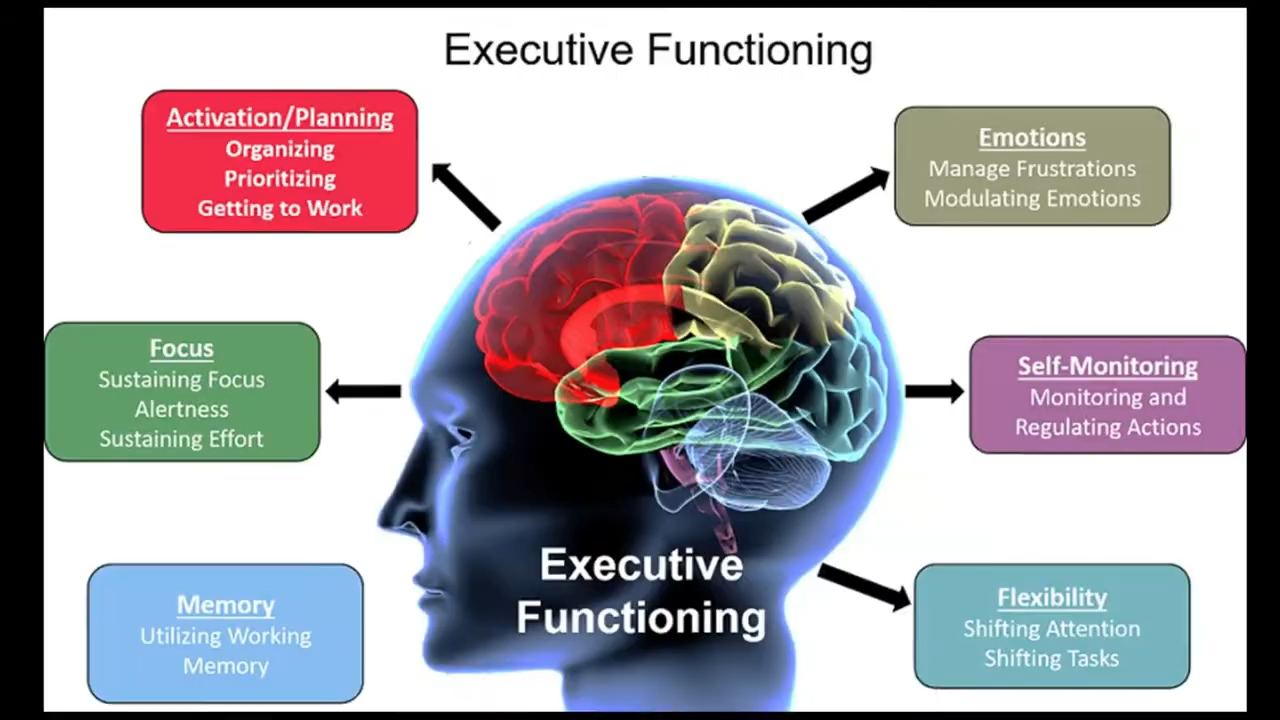 Executive Functioning
Activation/Planning
Organizing
Prioritizing
Getting to Work
Emotions
Manage Frustrations
Modulating Emotions
Focus
Sustaining Focus
Alertness
Sustaining Effort
Self-Monitoring
Monitoring and
Regulating Actions
Executive
Functioning
Memory
Utilizing Working
Memory
Flexibility
Shifting Attention
Shifting Tasks